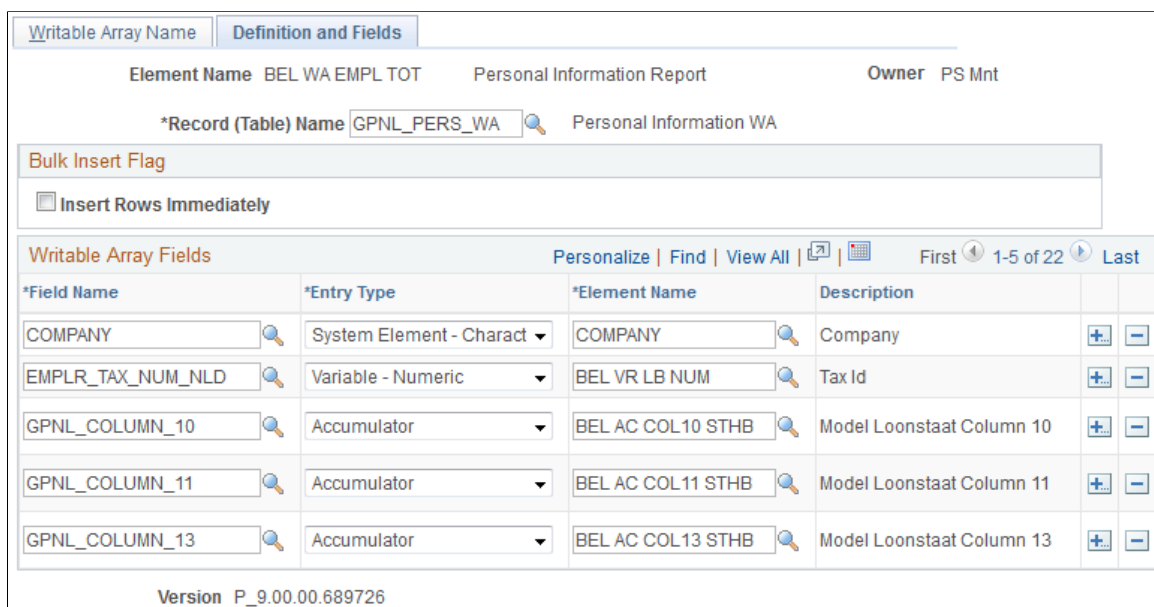 Writable Array Name Definition and Fields
Element Name BEL WA EMPL TOT Personal Information Report Owner PS Mnt
*Record (Table) Name GPNL_PERS_WA Personal Information WA
Bulk Insert Flag
Insert Rows Immediately
Writable Array Fields Personalize | Find | View All | | First 1-5 of 22 Last
*Field Name *Entry Type *Element Name Description
COMPANY System Element - Charact COMPANY Company
EMPLR_TAX_NUM_NLD Variable - Numeric BEL VR LB NUM Tax Id
GPNL_COLUMN_10 Accumulator BEL AC COL10 STHB Model Loonstaat Column 10
GPNL_COLUMN_11 Accumulator BEL AC COL11 STHB Model Loonstaat Column 11
GPNL_COLUMN_13 Accumulator BEL AC COL13 STHB Model Loonstaat Column 13
Version P_9.00.00.689726